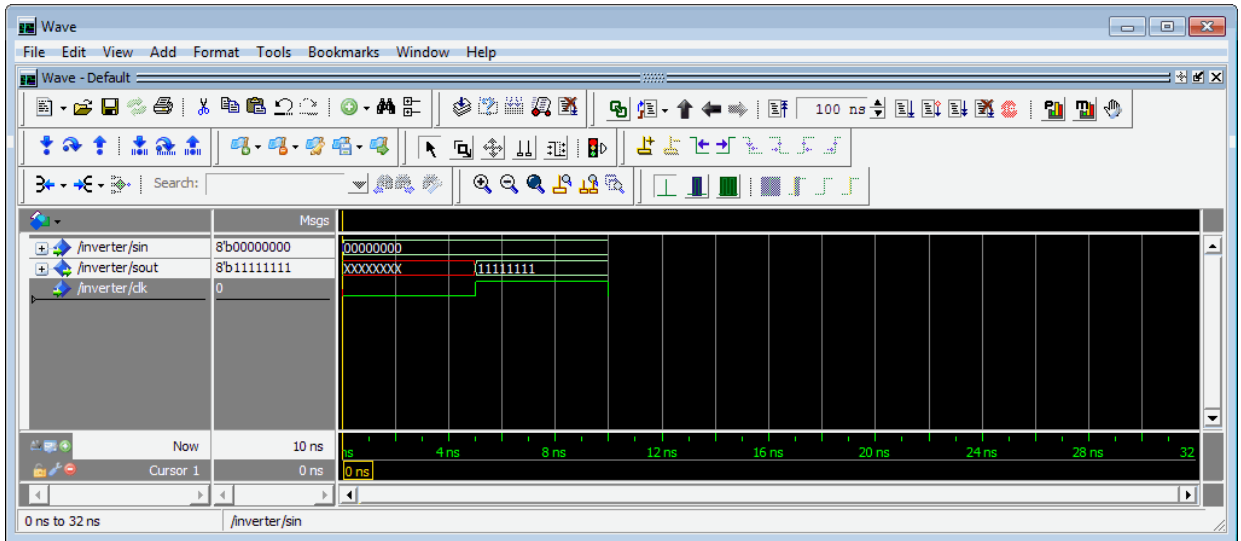 Wave
File Edit View Add Format Tools Bookmarks Window Help
Wave - Default
100 ns
Search:
Msgs
/inverter/sin 8'b00000000 00000000
/inverter/sout 8'b11111111 XXXXXXXX 11111111
/inverter/clk 0
Now 10 ns ns 4 ns 8 ns 12 ns 16 ns 20 ns 24 ns 28 ns 32
Cursor 1 0 ns 0 ns
0 ns to 32 ns /inverter/sin